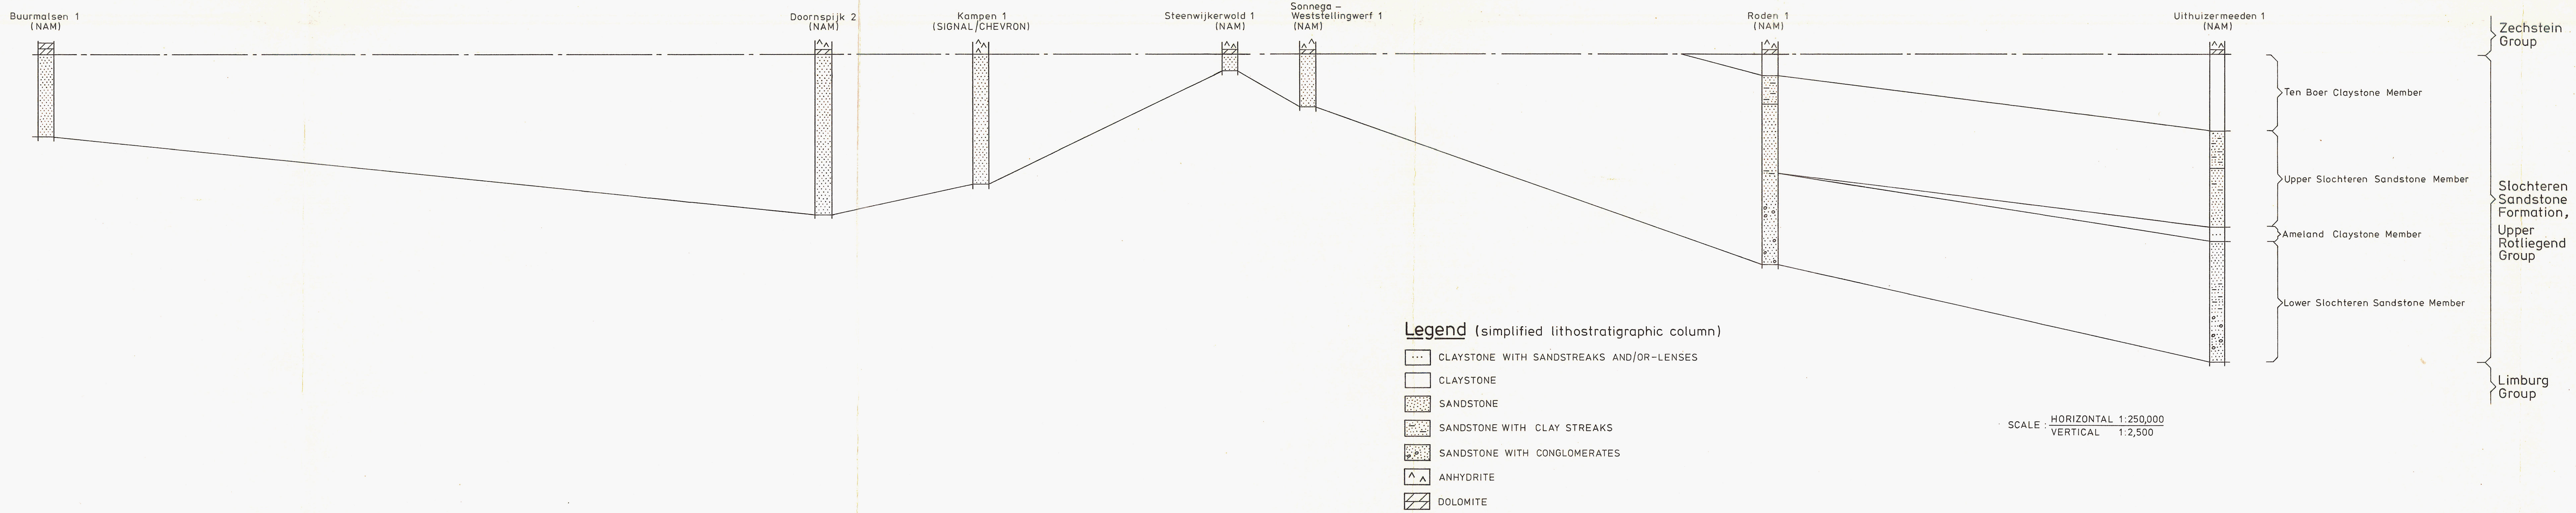 Buurmalsen 1
(NAM)
Doornspijk 2
(NAM)
Kampen 1
(SIGNAL/CHEVRON)
Steenwijkerwold 1
(NAM)
Sonnega –
Weststellingwerf 1
(NAM)
Roden 1
(NAM)
Uithuizermeeden 1
(NAM)
Zechstein
Group
Ten Boer Claystone Member
Upper Slochteren Sandstone Member
Ameland Claystone Member
Lower Slochteren Sandstone Member
Slochteren
Sandstone
Formation,
Upper
Rotliegend
Group
Limburg
Group
Legend (simplified lithostratigraphic column)
CLAYSTONE WITH SANDSTREAKS AND/OR-LENSES
CLAYSTONE
SANDSTONE
SANDSTONE WITH CLAY STREAKS
SANDSTONE WITH CONGLOMERATES
ANHYDRITE
DOLOMITE
SCALE : HORIZONTAL 1:250,000
VERTICAL 1:2,500